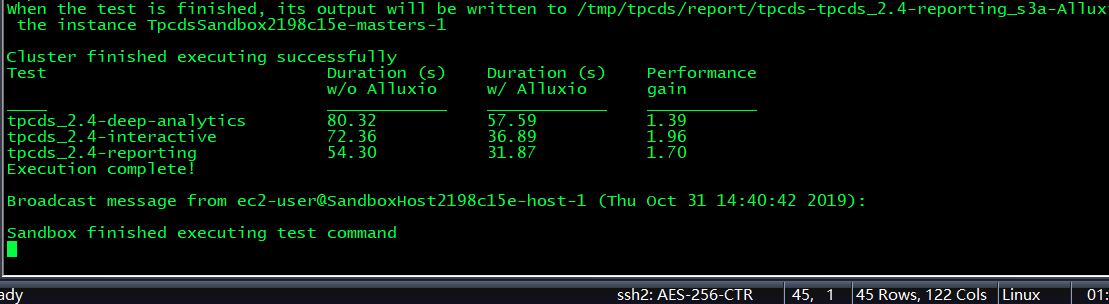 When the test is finished, its output will be written to /tmp/tpcds/report/tpcds-tpcds_2.4-reporting_s3a-Allux
the instance TpcdsSandbox2198c15e-masters-1
Cluster finished executing successfully
Test Duration (s) Duration (s) Performance
w/o Alluxio w/ Alluxio gain
____ ____________ ____________ ___________
tpcds_2.4-deep-analytics 80.32 57.59 1.39
tpcds_2.4-interactive 72.36 36.89 1.96
tpcds_2.4-reporting 54.30 31.87 1.70
Execution complete!
Broadcast message from ec2-user@SandboxHost2198c15e-host-1 (Thu Oct 31 14:40:42 2019):
Sandbox finished executing test command
ady ssh2: AES-256-CTR 45, 1 45 Rows, 122 Cols Linux 01: